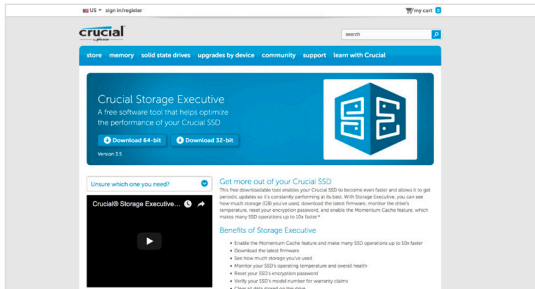 US sign in/register
my cart 0
crucial
by Micron
search
store memory solid state drives upgrades by device community support learn with Crucial
Crucial Storage Executive
A free software tool that helps optimize
the performance of your Crucial SSD
Download 64-bit Download 32-bit
Version 3.5
SE
Unsure which one you need?
Crucial® Storage Executive...
Get more out of your Crucial SSD
This free downloadable tool enables your Crucial SSD to become even faster and allows it to get
periodic updates so it's constantly performing at its best. With Storage Executive, you can see
how much storage (GB) you've used, download the latest firmware, monitor the drive's
temperature, reset your encryption password, and enable the Momentum Cache feature, which
makes many SSD operations up to 10x faster.*
Benefits of Storage Executive
• Enable the Momentum Cache feature and make many SSD operations up to 10x faster
• Download the latest firmware
• See how much storage you've used
• Monitor your SSD's operating temperature and overall health
• Reset your SSD's encryption password
• Verify your SSD's model number for warranty claims
• Clear all data stored on the drive